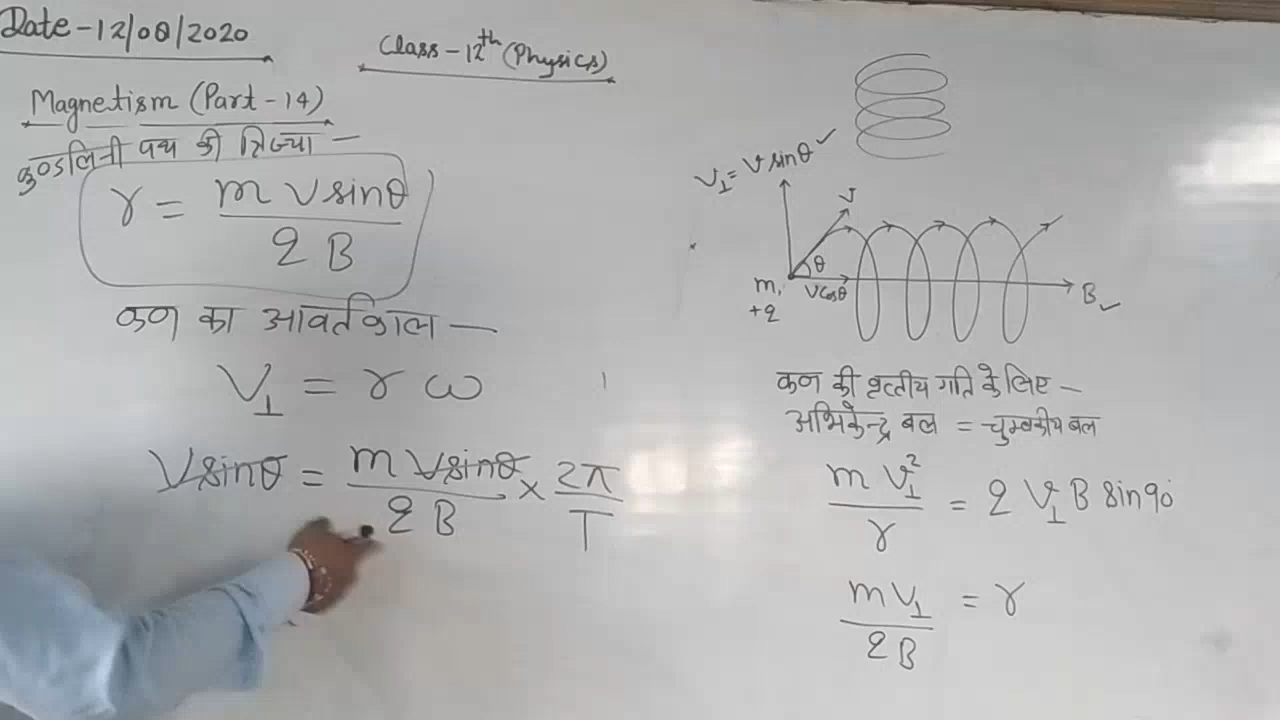 Date-12/08/2020
Class-12th (Physics)
Magnetism (Part-14)
कुण्डलिनी पथ की त्रिज्या —
r = m v sinθ / q B
कण का आवर्तकाल —
V⊥ = r ω
V sinθ = m V sinθ / q B × 2π / T
V⊥ = v sinθ ✓
v
θ
m,
+q
vcosθ
B ✓
कण की वृत्तीय गति के लिए —
अभिकेन्द्र बल = चुम्बकीय बल
m v⊥² / r = q v⊥ B sin90°
m v⊥ / q B = r